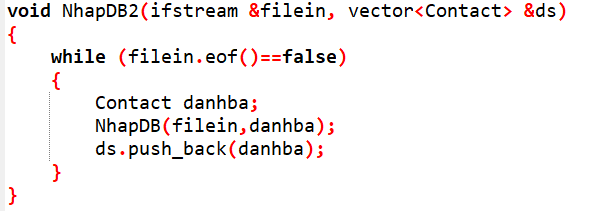 void NhapDB2(ifstream &filein, vector<Contact> &ds)
{
    while (filein.eof()==false)
    {
        Contact danhba;
        NhapDB(filein,danhba);
        ds.push_back(danhba);
    }
}